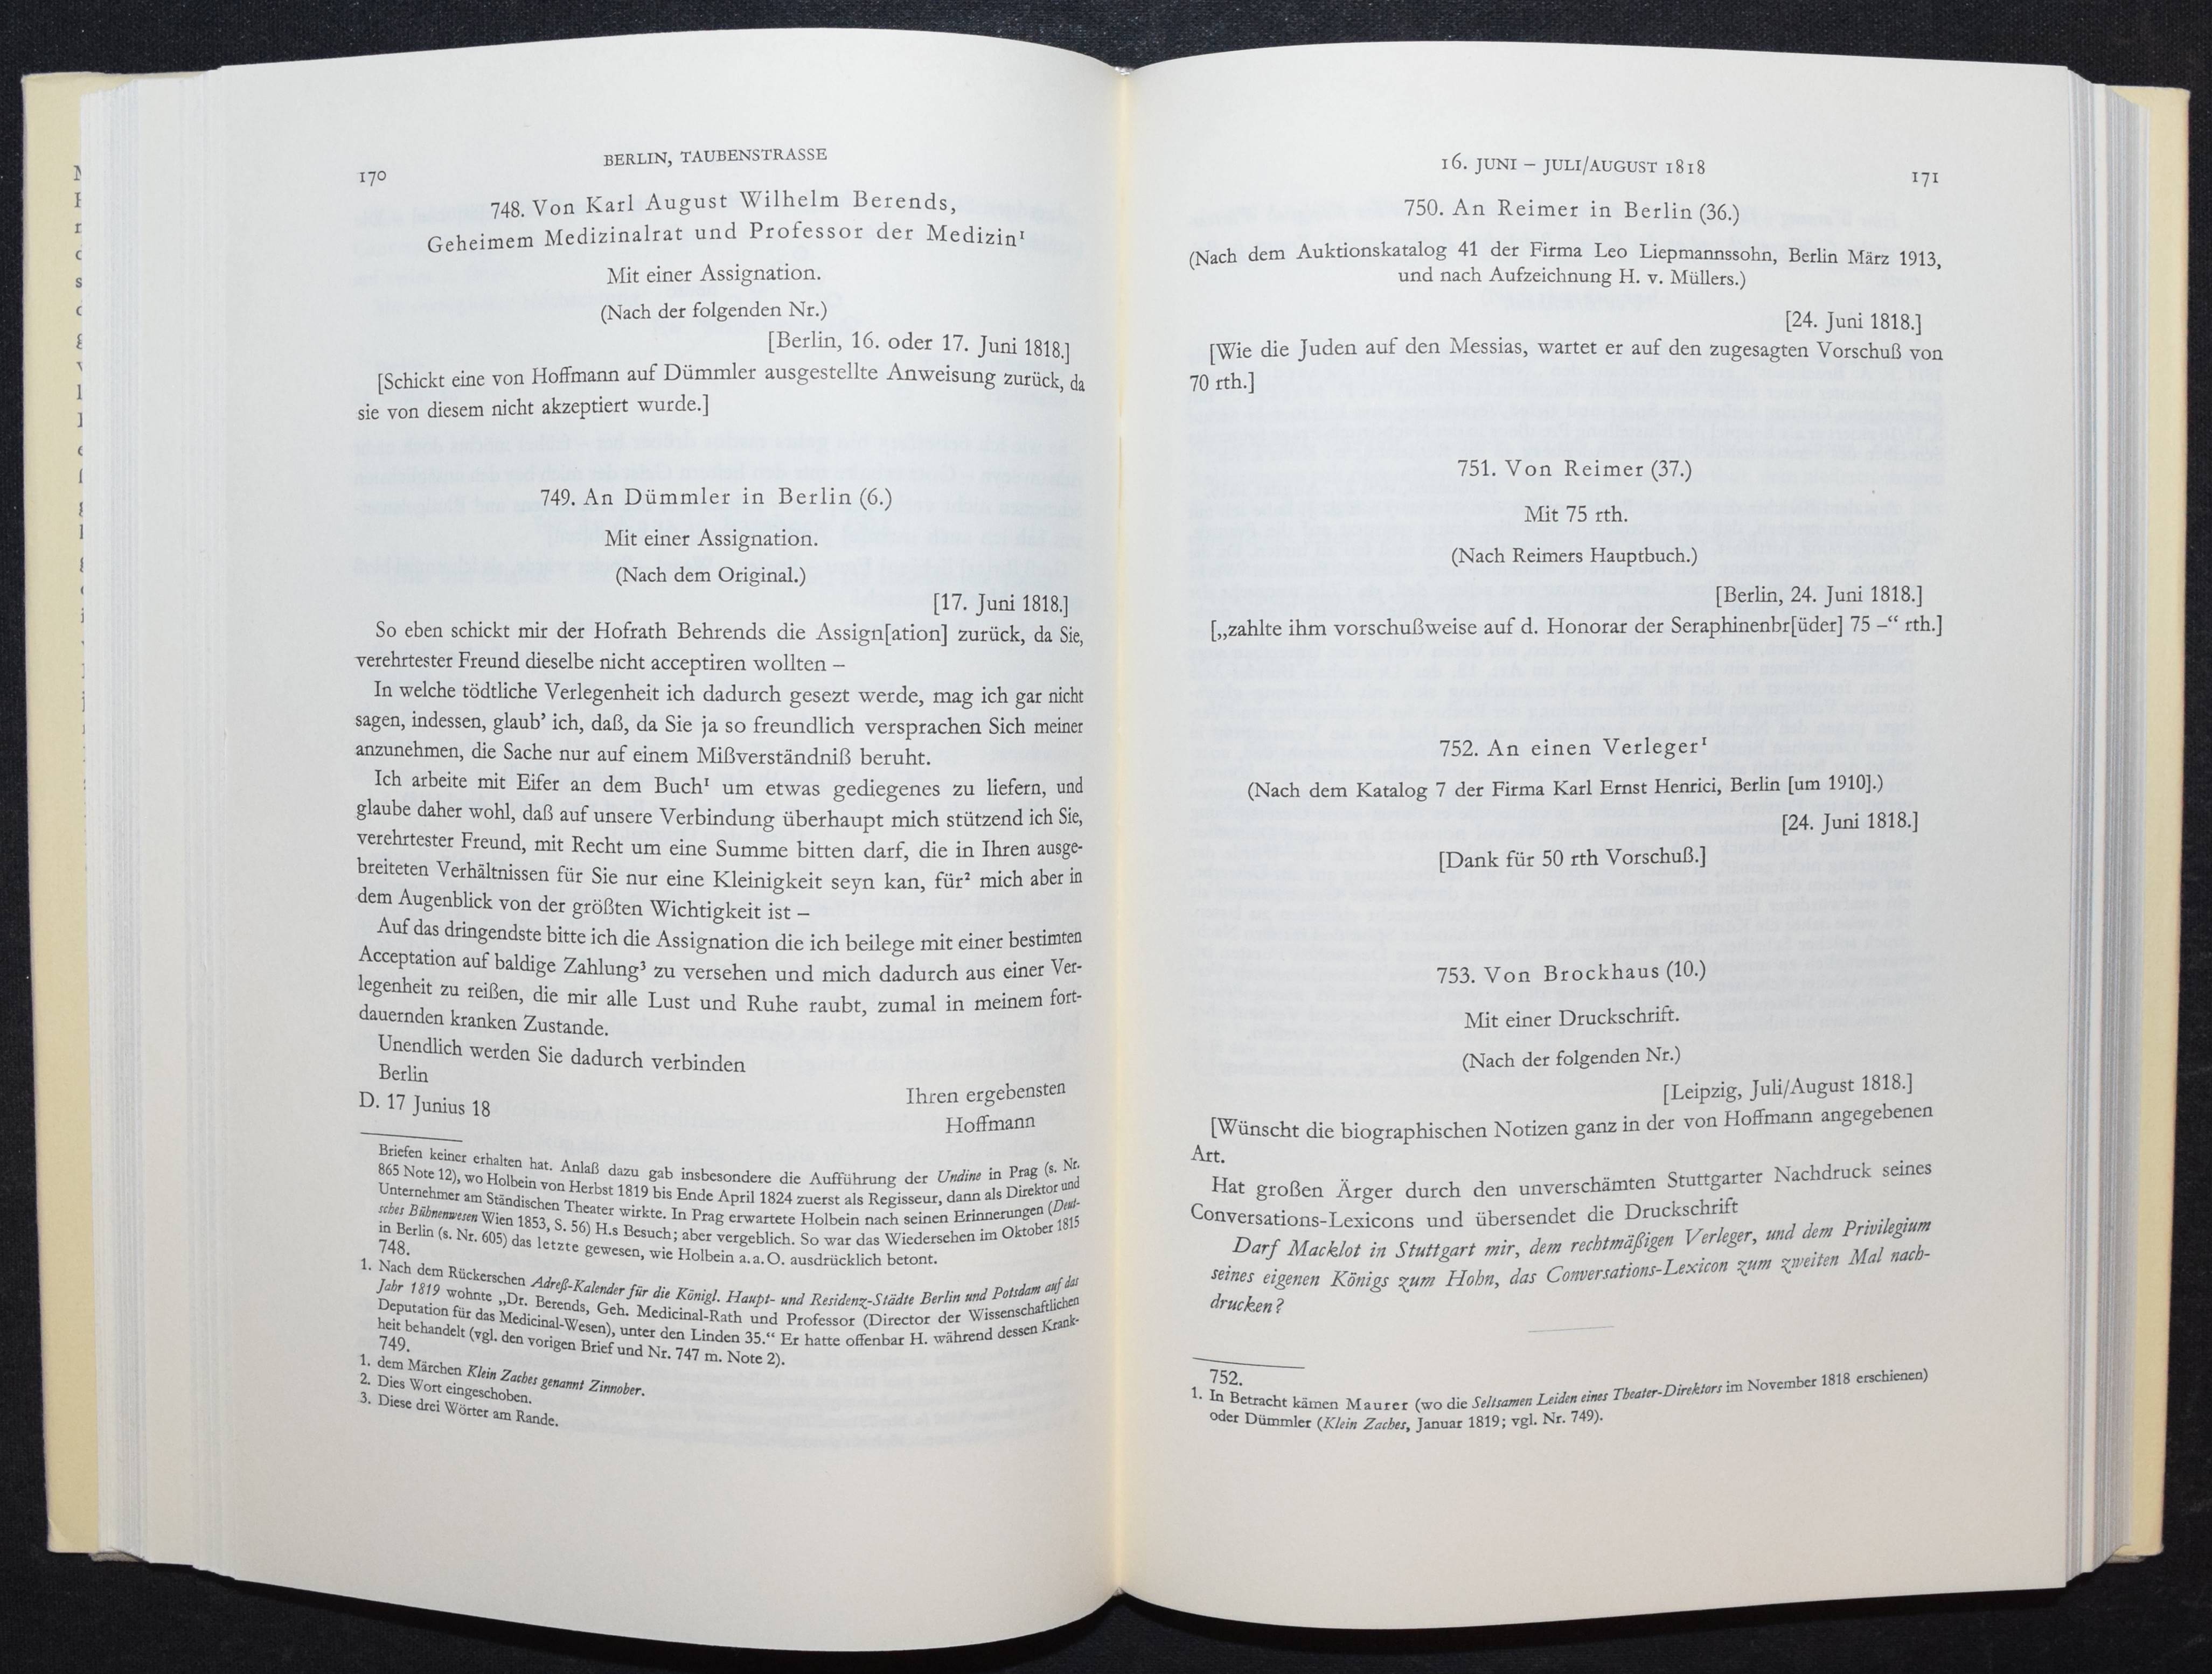 170
BERLIN, TAUBENSTRASSE
748. Von Karl August Wilhelm Berends,
Geheimem Medizinalrat und Professor der Medizin¹
Mit einer Assignation.
(Nach der folgenden Nr.)
[Berlin, 16. oder 17. Juni 1818.]
[Schickt eine von Hoffmann auf Dümmler ausgestellte Anweisung zurück, da
sie von diesem nicht akzeptiert wurde.]
749. An Dümmler in Berlin (6.)
Mit einer Assignation.
(Nach dem Original.)
[17. Juni 1818.]
So eben schickt mir der Hofrath Behrends die Assign[ation] zurück, da Sie,
verehrtester Freund dieselbe nicht acceptiren wollten –
In welche tödtliche Verlegenheit ich dadurch gesezt werde, mag ich gar nicht
sagen, indessen, glaub' ich, daß, da Sie ja so freundlich versprachen Sich meiner
anzunehmen, die Sache nur auf einem Mißverständniß beruht.
Ich arbeite mit Eifer an dem Buch¹ um etwas gediegenes zu liefern, und
glaube daher wohl, daß auf unsere Verbindung überhaupt mich stützend ich Sie,
verehrtester Freund, mit Recht um eine Summe bitten darf, die in Ihren ausge-
breiteten Verhältnissen für Sie nur eine Kleinigkeit seyn kan, für² mich aber in
dem Augenblick von der größten Wichtigkeit ist –
Auf das dringendste bitte ich die Assignation die ich beilege mit einer bestimten
Acceptation auf baldige Zahlung³ zu versehen und mich dadurch aus einer Ver-
legenheit zu reißen, die mir alle Lust und Ruhe raubt, zumal in meinem fort-
dauernden kranken Zustande.
Unendlich werden Sie dadurch verbinden
Berlin
Ihren ergebensten
D. 17 Junius 18
Hoffmann
Briefen keiner erhalten hat. Anlaß dazu gab insbesondere die Aufführung der Undine in Prag (s. Nr.
865 Note 12), wo Holbein von Herbst 1819 bis Ende April 1824 zuerst als Regisseur, dann als Direktor und
Unternehmer am Ständischen Theater wirkte. In Prag erwartete Holbein nach seinen Erinnerungen (Deut-
sches Bühnenwesen Wien 1853, S. 56) H.s Besuch; aber vergeblich. So war das Wiedersehen im Oktober 1815
in Berlin (s. Nr. 605) das letzte gewesen, wie Holbein a.a.O. ausdrücklich betont.
748.
1. Nach dem Rückerschen Adreß-Kalender für die Königl. Haupt- und Residenz-Städte Berlin und Potsdam auf das
Jahr 1819 wohnte „Dr. Berends, Geh. Medicinal-Rath und Professor (Director der Wissenschaftlichen
Deputation für das Medicinal-Wesen), unter den Linden 35.“ Er hatte offenbar H. während dessen Krank-
heit behandelt (vgl. den vorigen Brief und Nr. 747 m. Note 2).
749.
1. dem Märchen Klein Zaches genannt Zinnober.
2. Dies Wort eingeschoben.
3. Diese drei Wörter am Rande.
16. JUNI – JULI/AUGUST 1818
171
750. An Reimer in Berlin (36.)
(Nach dem Auktionskatalog 41 der Firma Leo Liepmannssohn, Berlin März 1913,
und nach Aufzeichnung H. v. Müllers.)
[24. Juni 1818.]
[Wie die Juden auf den Messias, wartet er auf den zugesagten Vorschuß von
70 rth.]
751. Von Reimer (37.)
Mit 75 rth.
(Nach Reimers Hauptbuch.)
[Berlin, 24. Juni 1818.]
[„zahlte ihm vorschußweise auf d. Honorar der Seraphinenbr[üder] 75 –“ rth.]
752. An einen Verleger¹
(Nach dem Katalog 7 der Firma Karl Ernst Henrici, Berlin [um 1910].)
[24. Juni 1818.]
[Dank für 50 rth Vorschuß.]
753. Von Brockhaus (10.)
Mit einer Druckschrift.
(Nach der folgenden Nr.)
[Leipzig, Juli/August 1818.]
[Wünscht die biographischen Notizen ganz in der von Hoffmann angegebenen
Art.
Hat großen Ärger durch den unverschämten Stuttgarter Nachdruck seines
Conversations-Lexicons und übersendet die Druckschrift
Darf Macklot in Stuttgart mir, dem rechtmäßigen Verleger, und dem Privilegium
seines eigenen Königs zum Hohn, das Conversations-Lexicon zum zweiten Mal nach-
drucken?
752.
1. In Betracht kämen Maurer (wo die Seltsamen Leiden eines Theater-Direktors im November 1818 erschienen)
oder Dümmler (Klein Zaches, Januar 1819; vgl. Nr. 749).